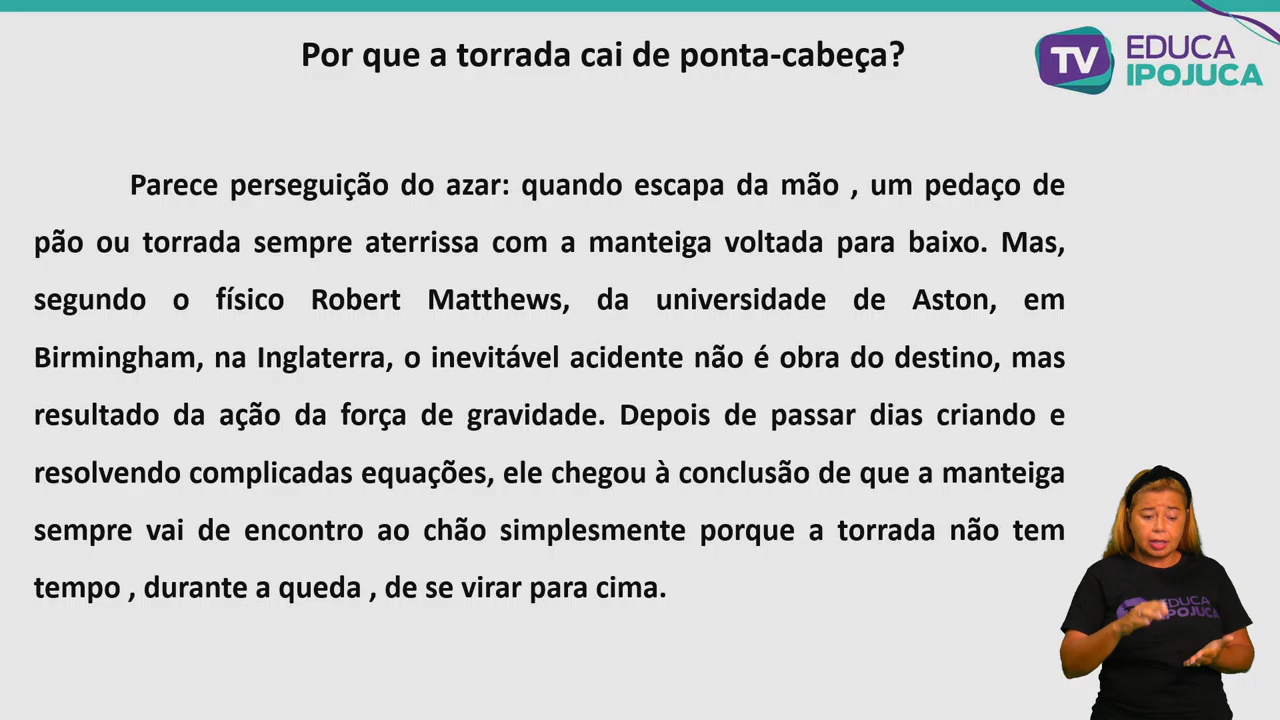 Por que a torrada cai de ponta-cabeça?
TV EDUCA
IPOJUCA
Parece perseguição do azar: quando escapa da mão , um pedaço de
pão ou torrada sempre aterrissa com a manteiga voltada para baixo. Mas,
segundo o físico Robert Matthews, da universidade de Aston, em
Birmingham, na Inglaterra, o inevitável acidente não é obra do destino, mas
resultado da ação da força de gravidade. Depois de passar dias criando e
resolvendo complicadas equações, ele chegou à conclusão de que a manteiga
sempre vai de encontro ao chão simplesmente porque a torrada não tem
tempo , durante a queda , de se virar para cima.
EDUCA
IPOJUCA